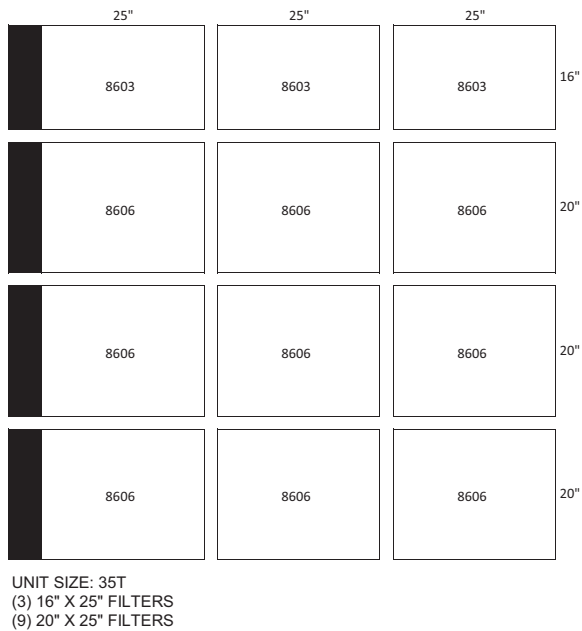 25" 25" 25"
8603 8603 8603 16"
8606 8606 8606 20"
8606 8606 8606 20"
8606 8606 8606 20"
UNIT SIZE: 35T
(3) 16" X 25" FILTERS
(9) 20" X 25" FILTERS